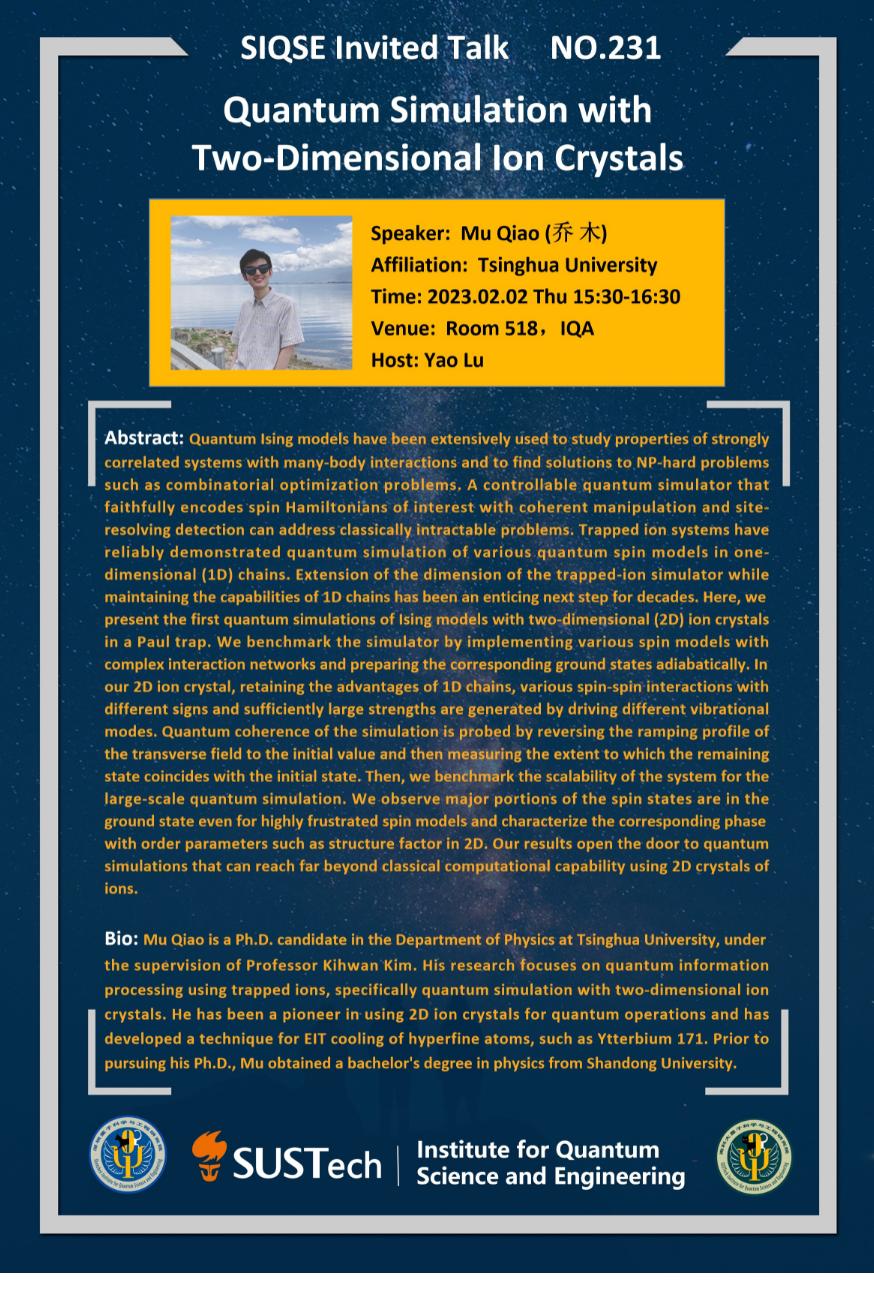 SIQSE Invited Talk NO.231
Quantum Simulation with
Two-Dimensional Ion Crystals
Speaker: Mu Qiao (乔 木)
Affiliation: Tsinghua University
Time: 2023.02.02 Thu 15:30-16:30
Venue: Room 518，IQA
Host: Yao Lu
Abstract: Quantum Ising models have been extensively used to study properties of strongly
correlated systems with many-body interactions and to find solutions to NP-hard problems
such as combinatorial optimization problems. A controllable quantum simulator that
faithfully encodes spin Hamiltonians of interest with coherent manipulation and site-
resolving detection can address classically intractable problems. Trapped ion systems have
reliably demonstrated quantum simulation of various quantum spin models in one-
dimensional (1D) chains. Extension of the dimension of the trapped-ion simulator while
maintaining the capabilities of 1D chains has been an enticing next step for decades. Here, we
present the first quantum simulations of Ising models with two-dimensional (2D) ion crystals
in a Paul trap. We benchmark the simulator by implementing various spin models with
complex interaction networks and preparing the corresponding ground states adiabatically. In
our 2D ion crystal, retaining the advantages of 1D chains, various spin-spin interactions with
different signs and sufficiently large strengths are generated by driving different vibrational
modes. Quantum coherence of the simulation is probed by reversing the ramping profile of
the transverse field to the initial value and then measuring the extent to which the remaining
state coincides with the initial state. Then, we benchmark the scalability of the system for the
large-scale quantum simulation. We observe major portions of the spin states are in the
ground state even for highly frustrated spin models and characterize the corresponding phase
with order parameters such as structure factor in 2D. Our results open the door to quantum
simulations that can reach far beyond classical computational capability using 2D crystals of
ions.
Bio: Mu Qiao is a Ph.D. candidate in the Department of Physics at Tsinghua University, under
the supervision of Professor Kihwan Kim. His research focuses on quantum information
processing using trapped ions, specifically quantum simulation with two-dimensional ion
crystals. He has been a pioneer in using 2D ion crystals for quantum operations and has
developed a technique for EIT cooling of hyperfine atoms, such as Ytterbium 171. Prior to
pursuing his Ph.D., Mu obtained a bachelor's degree in physics from Shandong University.
SUSTech
Institute for Quantum
Science and Engineering